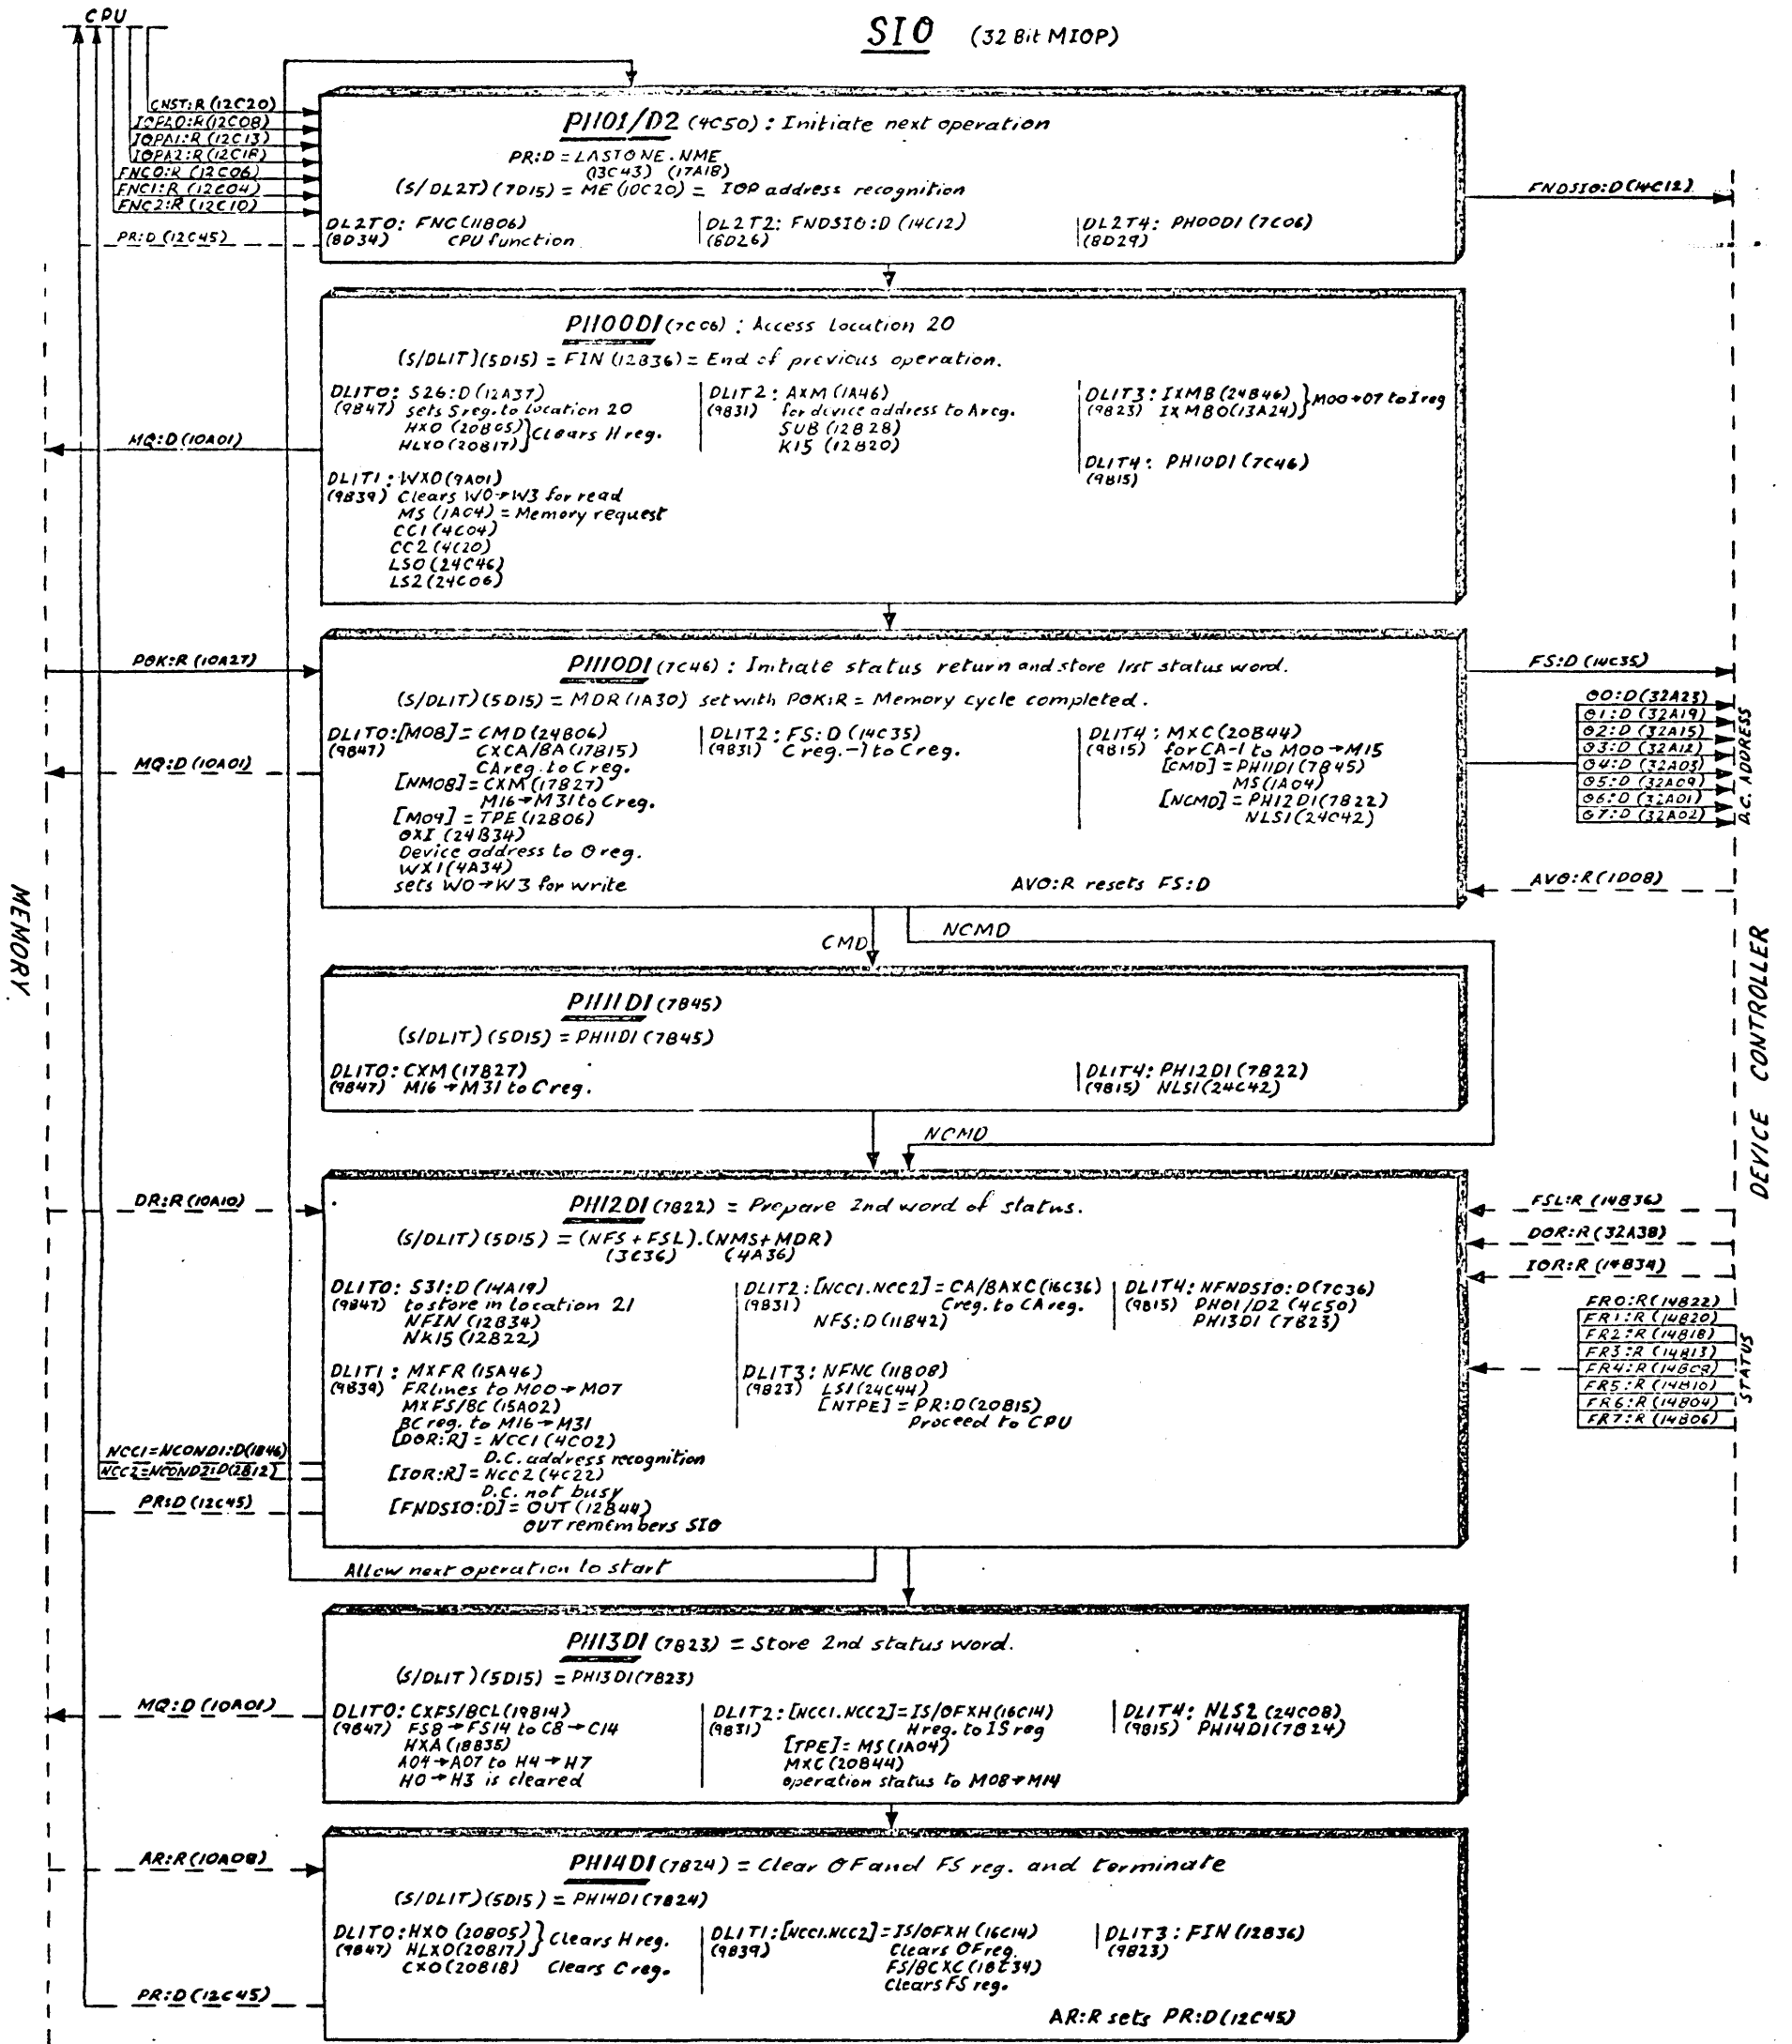 CPU
SIO (32 Bit MIOP)
CNST:R (12C20)
IOPA0:R (12C08)
IOPA1:R (12C13)
IOPA2:R (12C18)
FNC0:R (12C06)
FNC1:R (12C04)
FNC2:R (12C10)
PR:D (12C45)
PH01/D2 (4C50) : Initiate next operation
PR:D = LASTONE.NME
(13C43) (17A18)
(S/DL2T) (7D15) = ME (10C20) = IOP address recognition
DL2T0: FNC (11B06)
(8D34) CPU function
DL2T2: FNDSIO:D (14C12)
(8D26)
DL2T4: PH00D1 (7C06)
(8D29)
FNDSIO:D (14C12)
PH00D1 (7C06) : Access Location 20
(S/DL1T) (5D15) = FIN (12B36) = End of previous operation.
DL1T0: S26:D (12A37)
(9B47) sets S reg. to location 20
HX0 (20B05) } Clears H reg.
HLX0 (20B17)
DL1T1: WX0 (9A01)
(9B39) Clears W0→W3 for read
MS (1A04) = Memory request
CC1 (4C04)
CC2 (4C20)
LS0 (24C46)
LS2 (24C06)
DL1T2: AXM (1A46)
(9B31) for device address to A reg.
SUB (12B28)
K15 (12B20)
DL1T3: IXMB (24B46) } M00→07 to I reg
(9B23) IXMB0 (13A24)
DL1T4: PH10D1 (7C46)
(9B15)
MQ:D (10A01)
POK:R (10A27)
PH10D1 (7C46) : Initiate status return and store 1rst status word.
(S/DL1T) (5D15) = MDR (1A30) set with POK:R = Memory cycle completed.
DL1T0: [M08] = CMD (24B06)
(9B47) CXCA/BA (17B15)
CA reg. to C reg.
[NM08] = CXM (17B27)
M16→M31 to C reg.
[M09] = TPE (12B06)
OXI (24B34)
Device address to O reg.
WX1 (4A34)
sets W0→W3 for write
DL1T2: FS:D (14C35)
(9B31) C reg.-1 to C reg.
DL1T4: MXC (20B44)
(9B15) for CA-1 to M00→M15
[CMD] = PH11D1 (7B45)
MS (1A04)
[NCMD] = PH12D1 (7B22)
NLS1 (24C42)
AVO:R resets FS:D
MQ:D (10A01)
FS:D (14C35)
O0:D (32A23)
O1:D (32A19)
O2:D (32A15)
O3:D (32A12)
O4:D (32A03)
O5:D (32A09)
O6:D (32A01)
O7:D (32A02)
D.C. ADDRESS
AVO:R (1D08)
MEMORY
DEVICE CONTROLLER
CMD
NCMD
PH11D1 (7B45)
(S/DL1T) (5D15) = PH11D1 (7B45)
DL1T0: CXM (17B27)
(9B47) M16→M31 to C reg.
DL1T4: PH12D1 (7B22)
(9B15) NLS1 (24C42)
NCMD
DR:R (10A10)
PH12D1 (7B22) = Prepare 2nd word of status.
(S/DL1T) (5D15) = (NFS + FSL).(NMS + MDR)
(3C36) (4A36)
DL1T0: S31:D (14A19)
(9B47) to store in location 21
NFIN (12B34)
NK15 (12B22)
DL1T1: MXFR (15A46)
(9B39) FR lines to M00→M07
MXFS/BC (15A02)
BC reg. to M16→M31
[DOR:R] = NCC1 (4C02)
D.C. address recognition
[IOR:R] = NCC2 (4C22)
D.C. not busy
[FNDSIO:D] = OUT (12B44)
OUT remembers SIO
DL1T2: [NCC1.NCC2] = CA/BAXC (16C36)
(9B31) C reg. to CA reg.
NFS:D (11B42)
DL1T3: NFNC (11B08)
(9B23) LS1 (24C44)
[NTPE] = PR:D (20B15)
Proceed to CPU
DL1T4: NFNDSIO:D (7C36)
(9B15) PH01/D2 (4C50)
PH13D1 (7B23)
FSL:R (14B36)
DOR:R (32A38)
IOR:R (14B34)
FR0:R (14B22)
FR1:R (14B20)
FR2:R (14B18)
FR3:R (14B13)
FR4:R (14B09)
FR5:R (14B10)
FR6:R (14B04)
FR7:R (14B06)
STATUS
NCC1=NCOND1:D (1B46)
NCC2=NCOND2:D (2B12)
PR:D (12C45)
Allow next operation to start
PH13D1 (7B23) = Store 2nd status word.
(S/DL1T) (5D15) = PH13D1 (7B23)
MQ:D (10A01)
DL1T0: CXFS/BCL (19B14)
(9B47) FS8→FS14 to C8→C14
HXA (18B35)
A04→A07 to H4→H7
H0→H3 is cleared
DL1T2: [NCC1.NCC2] = IS/OFXH (16C14)
(9B31) H reg. to IS reg
[TPE] = MS (1A04)
MXC (20B44)
operation status to M08→M14
DL1T4: NLS2 (24C08)
(9B15) PH14D1 (7B24)
AR:R (10A08)
PH14D1 (7B24) = Clear OF and FS reg. and terminate
(S/DL1T) (5D15) = PH14D1 (7B24)
DL1T0: HX0 (20B05) } Clears H reg.
(9B47) HLX0 (20B17)
CX0 (20B18) Clears C reg.
DL1T1: [NCC1.NCC2] = IS/OFXH (16C14)
(9B39) Clears OF reg.
FS/BCXC (18C34)
Clears FS reg.
DL1T3: FIN (12B36)
(9B23)
PR:D (12C45)
AR:R sets PR:D (12C45)